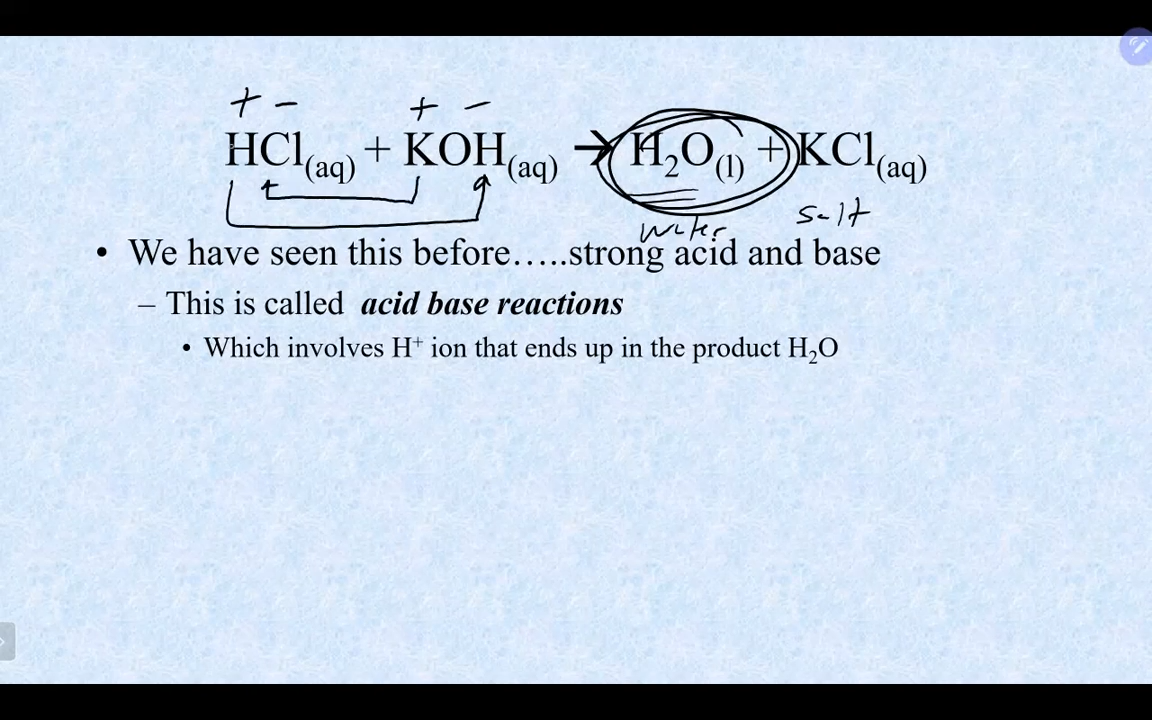 + − + −
HCl(aq) + KOH(aq) → H₂O(l) + KCl(aq)
water salt
• We have seen this before…..strong acid and base
– This is called acid base reactions
• Which involves H⁺ ion that ends up in the product H₂O